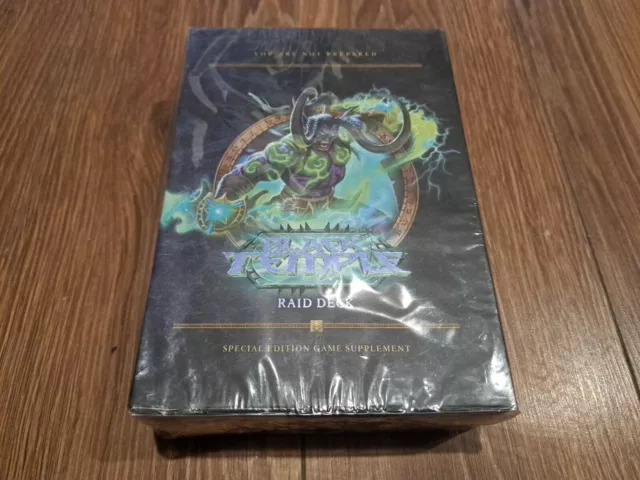 YOU ARE NOT PREPARED
BLACK
TEMPLE
RAID DECK
SPECIAL EDITION GAME SUPPLEMENT